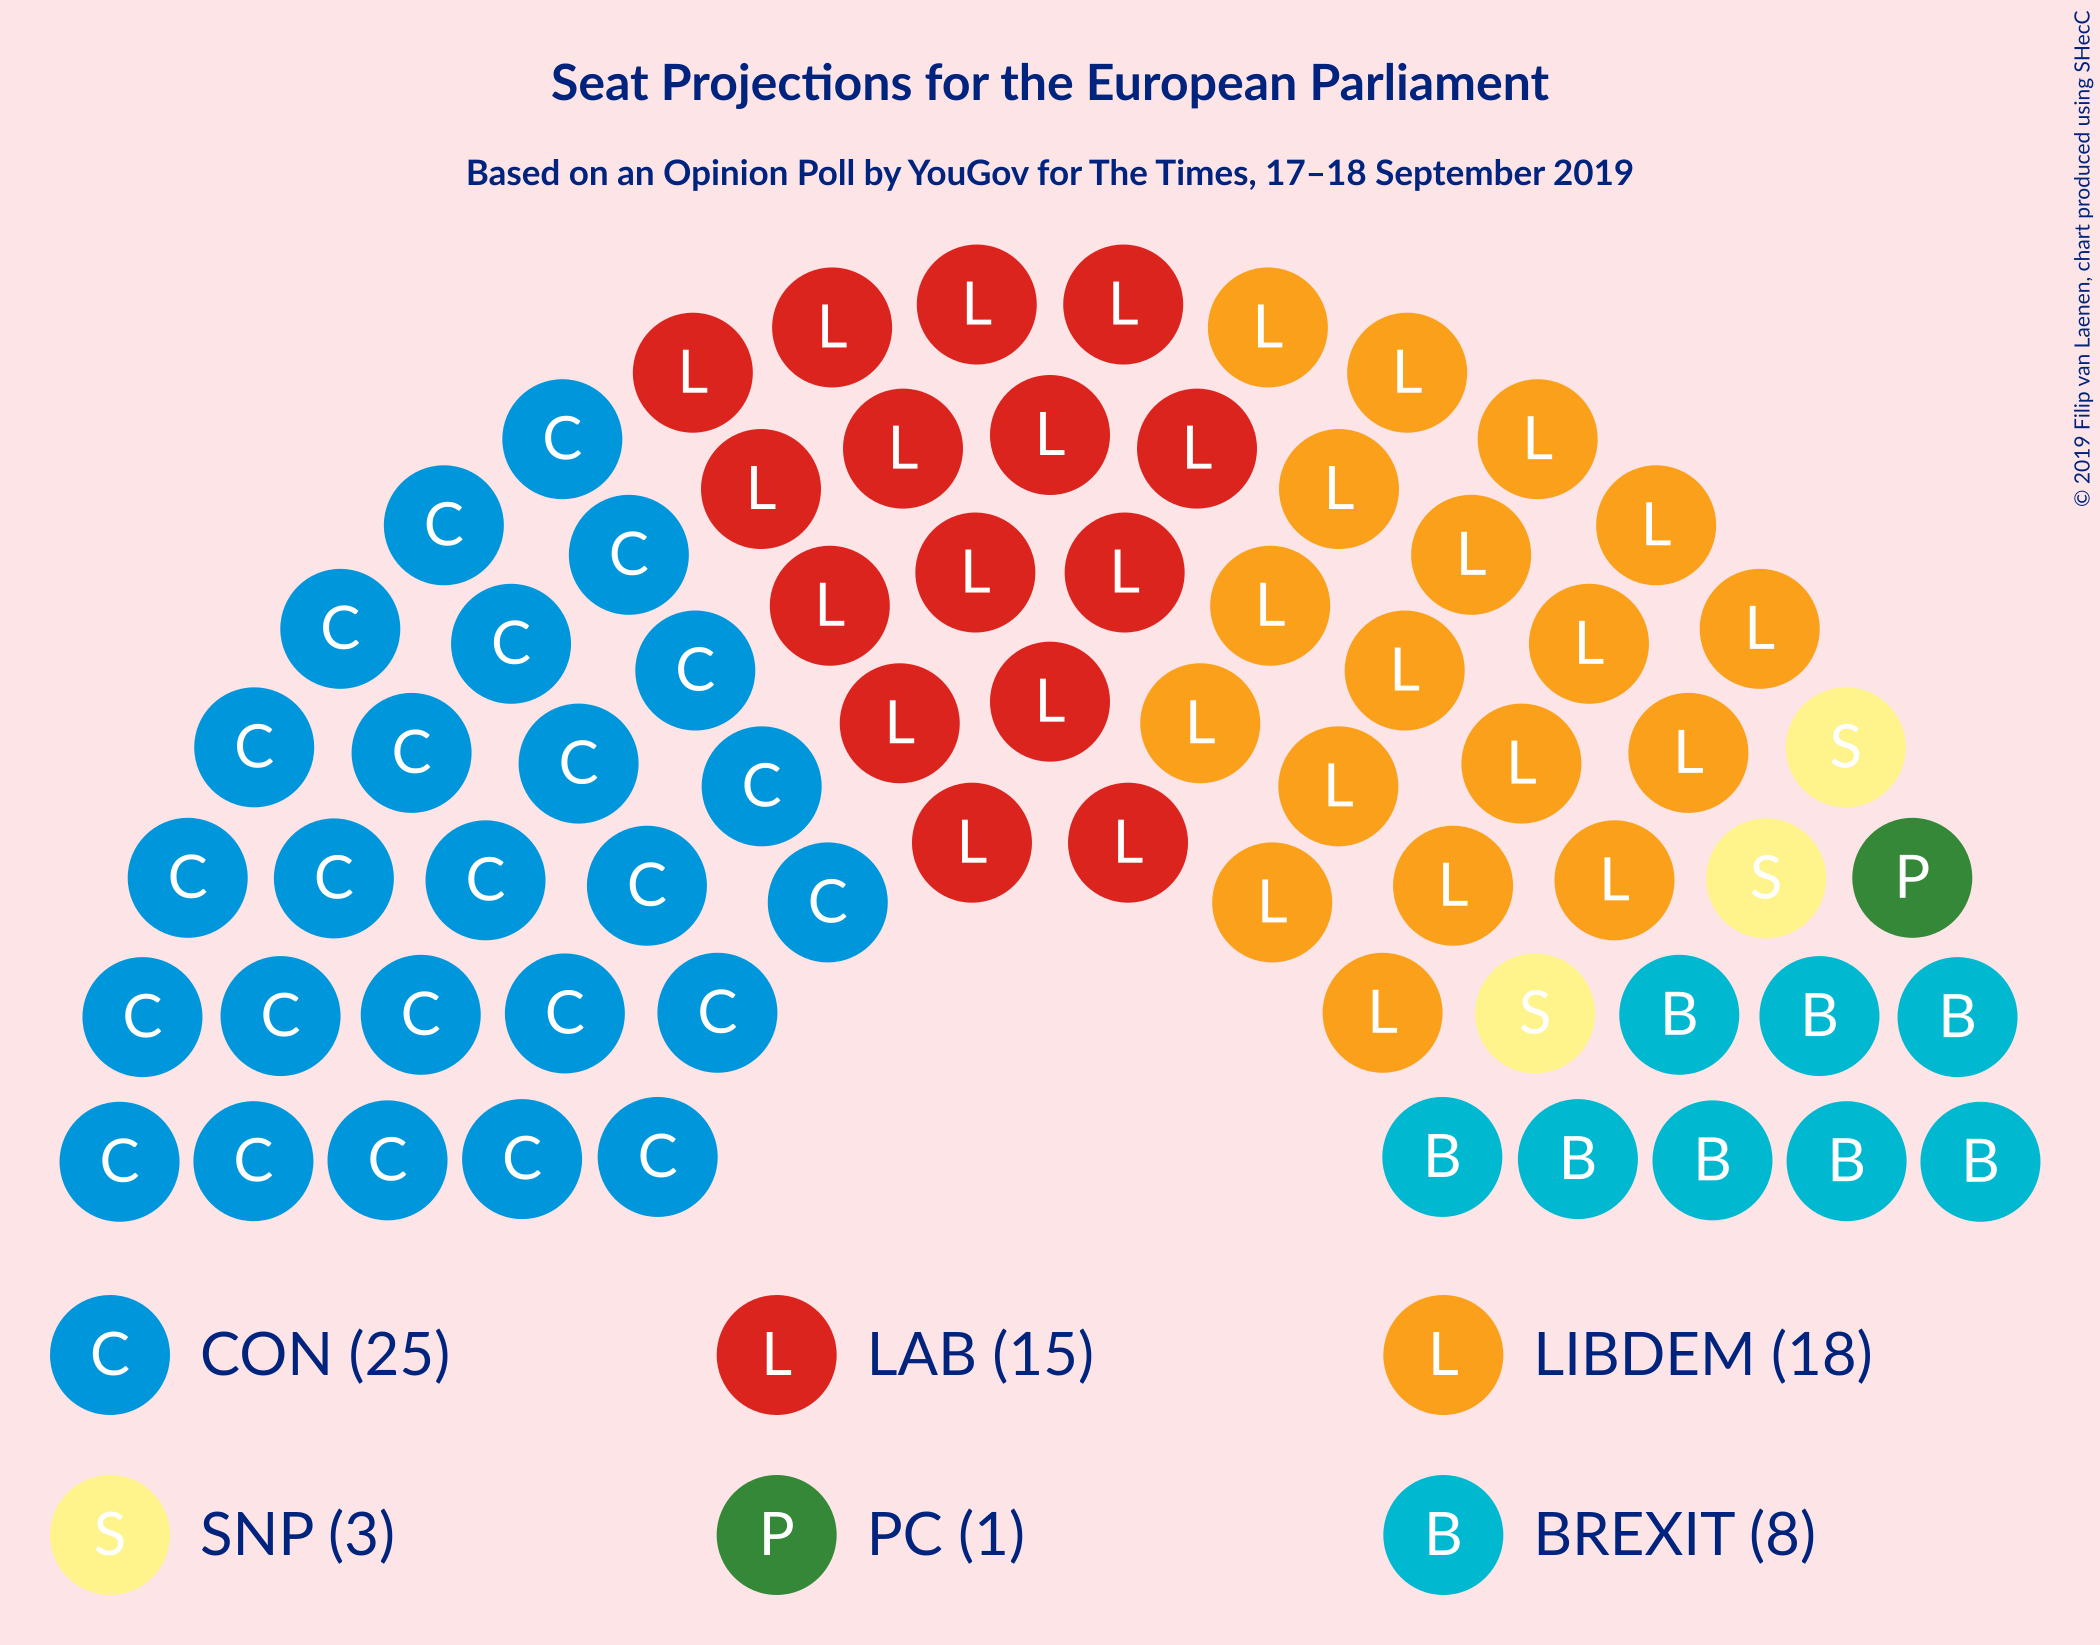 Seat Projections for the European Parliament
Based on an Opinion Poll by YouGov for The Times, 17–18 September 2019
© 2019 Filip van Laenen, chart produced using SHecC
L L L L L L
C L L L L L L L
C C L L L L L L
C C C L L L L L
C C C C L L L L S
C C C C C L L L L L S P
C C C C C L S B B B
C C C C C B B B B B
C CON (25)
L LAB (15)
L LIBDEM (18)
S SNP (3)
P PC (1)
B BREXIT (8)